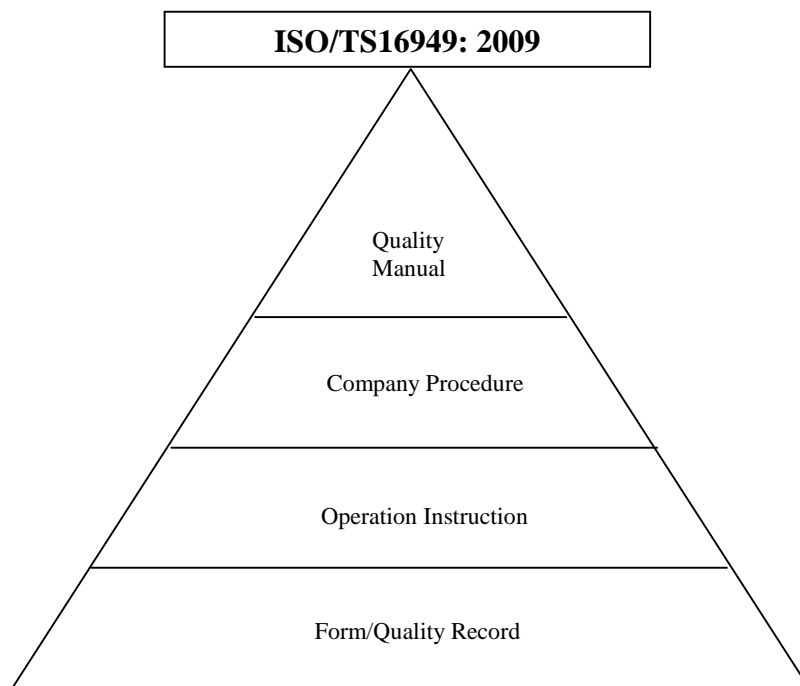 ISO/TS16949: 2009
Quality
Manual
Company Procedure
Operation Instruction
Form/Quality Record